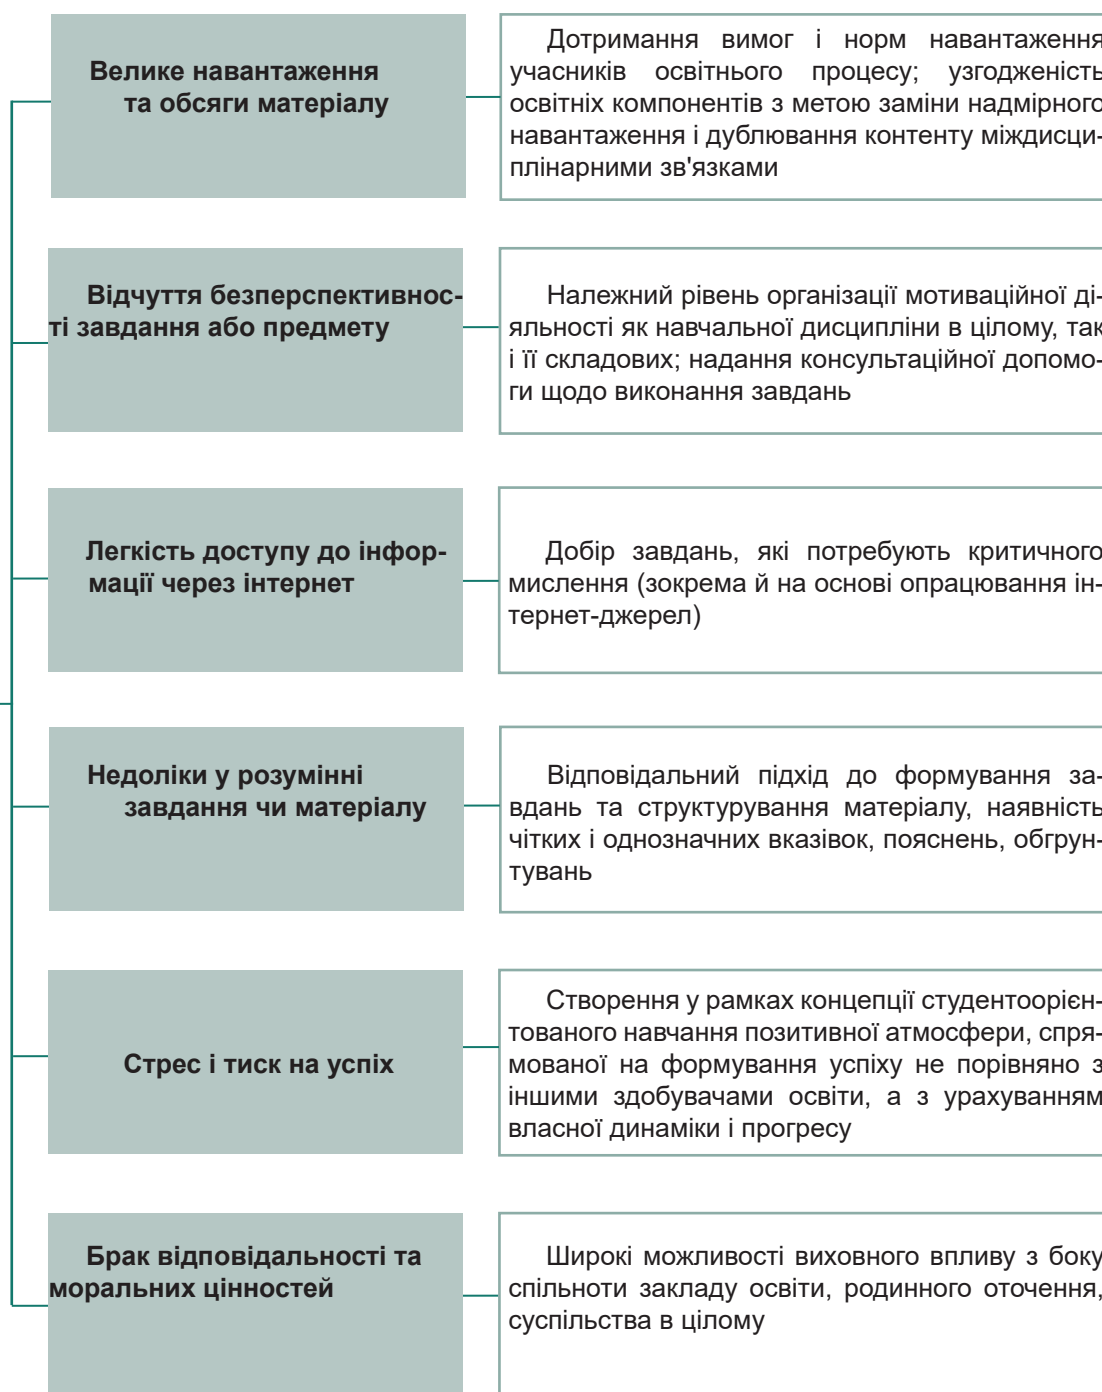 Велике навантаження
та обсяги матеріалу
Дотримання вимог і норм навантаження
учасників освітнього процесу; узгодженість
освітніх компонентів з метою заміни надмірного
навантаження і дублювання контенту міждисци-
плінарними зв'язками
Відчуття безперспективнос-
ті завдання або предмету
Належний рівень організації мотиваційної ді-
яльності як навчальної дисципліни в цілому, так
і її складових; надання консультаційної допомо-
ги щодо виконання завдань
Легкість доступу до інфор-
мації через інтернет
Добір завдань, які потребують критичного
мислення (зокрема й на основі опрацювання ін-
тернет-джерел)
Недоліки у розумінні
завдання чи матеріалу
Відповідальний підхід до формування за-
вдань та структурування матеріалу, наявність
чітких і однозначних вказівок, пояснень, обгрун-
тувань
Стрес і тиск на успіх
Створення у рамках концепції студентоорієн-
тованого навчання позитивної атмосфери, спря-
мованої на формування успіху не порівняно з
іншими здобувачами освіти, а з урахуванням
власної динаміки і прогресу
Брак відповідальності та
моральних цінностей
Широкі можливості виховного впливу з боку
спільноти закладу освіти, родинного оточення,
суспільства в цілому